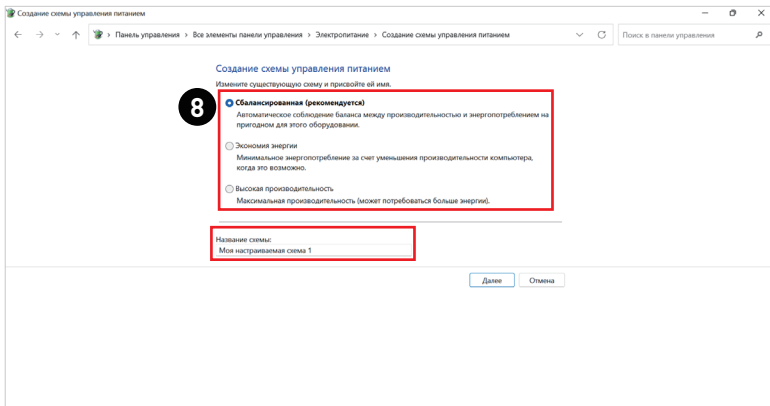 Создание схемы управления питанием
Панель управления › Все элементы панели управления › Электропитание › Создание схемы управления питанием
Поиск в панели управления
Создание схемы управления питанием
Измените существующую схему и присвойте ей имя.
8
Сбалансированная (рекомендуется)
Автоматическое соблюдение баланса между производительностью и энергопотреблением на
пригодном для этого оборудовании.
Экономия энергии
Минимальное энергопотребление за счет уменьшения производительности компьютера,
когда это возможно.
Высокая производительность
Максимальная производительность (может потребоваться больше энергии).
Название схемы:
Моя настраиваемая схема 1
Далее
Отмена